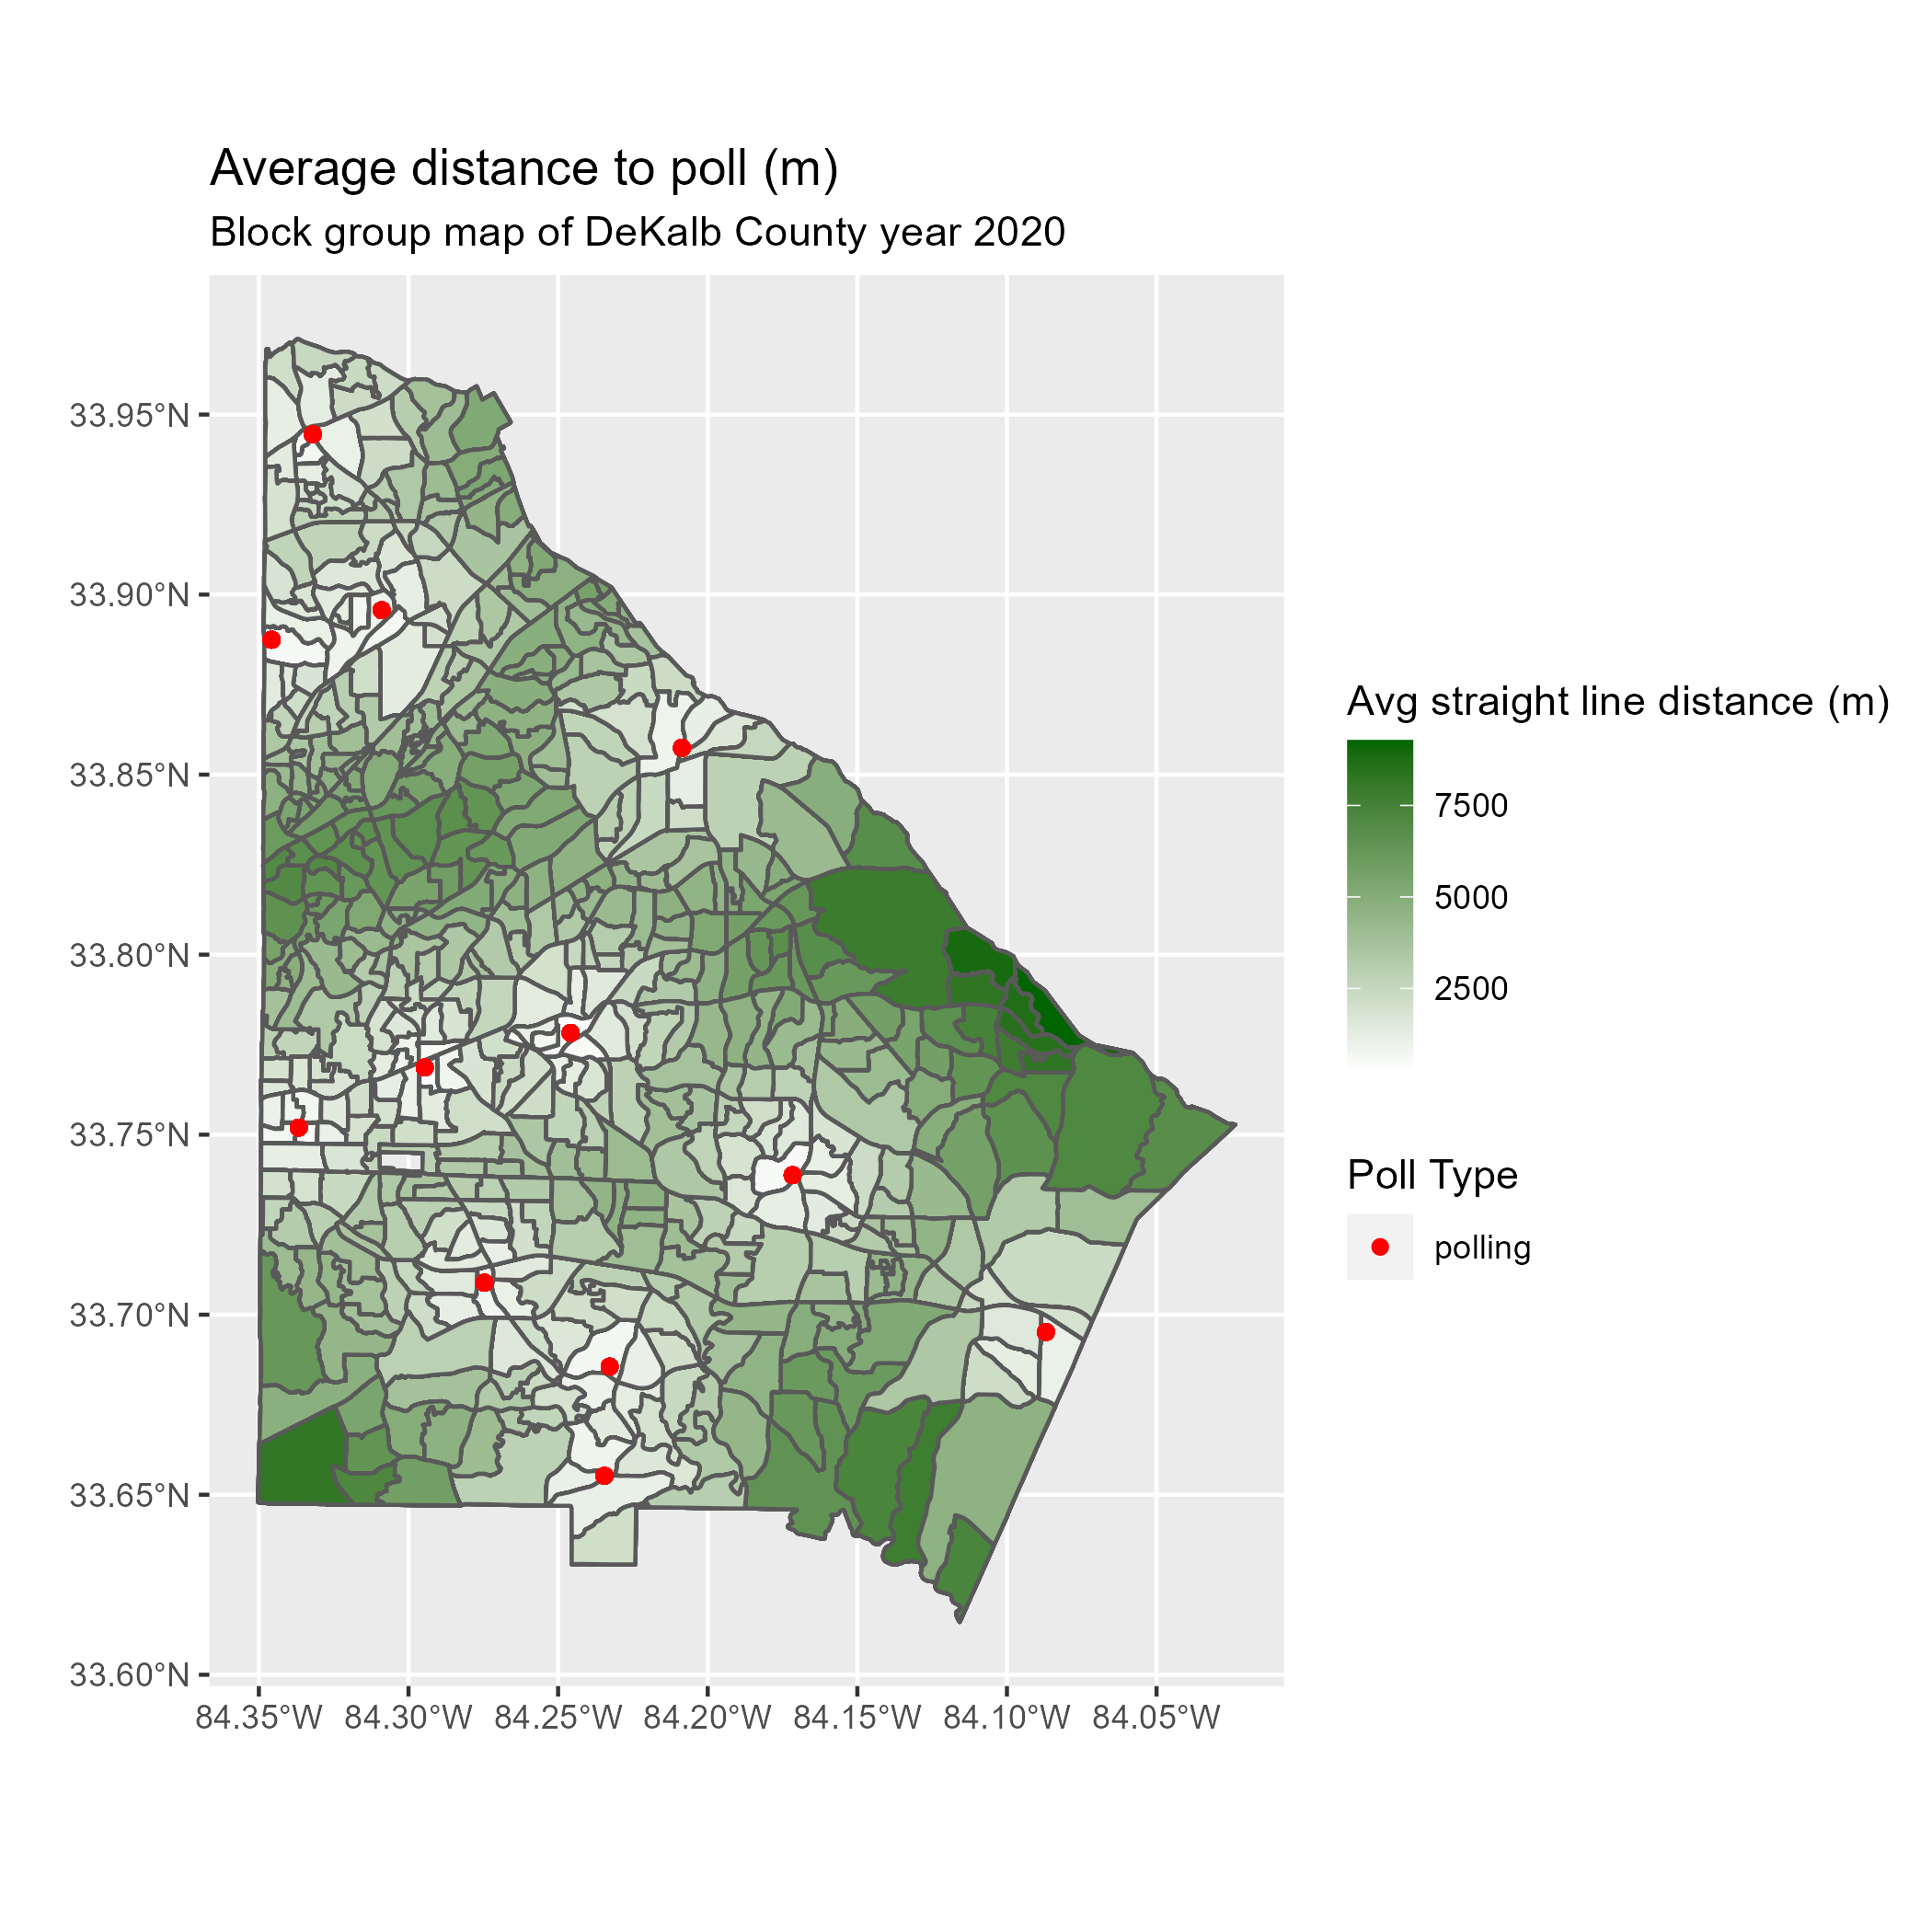 Average distance to poll (m)
Block group map of DeKalb County year 2020
33.95°N
33.90°N
33.85°N
33.80°N
33.75°N
33.70°N
33.65°N
33.60°N
84.35°W 84.30°W 84.25°W 84.20°W 84.15°W 84.10°W 84.05°W
Avg straight line distance (m)
7500
5000
2500
Poll Type
polling